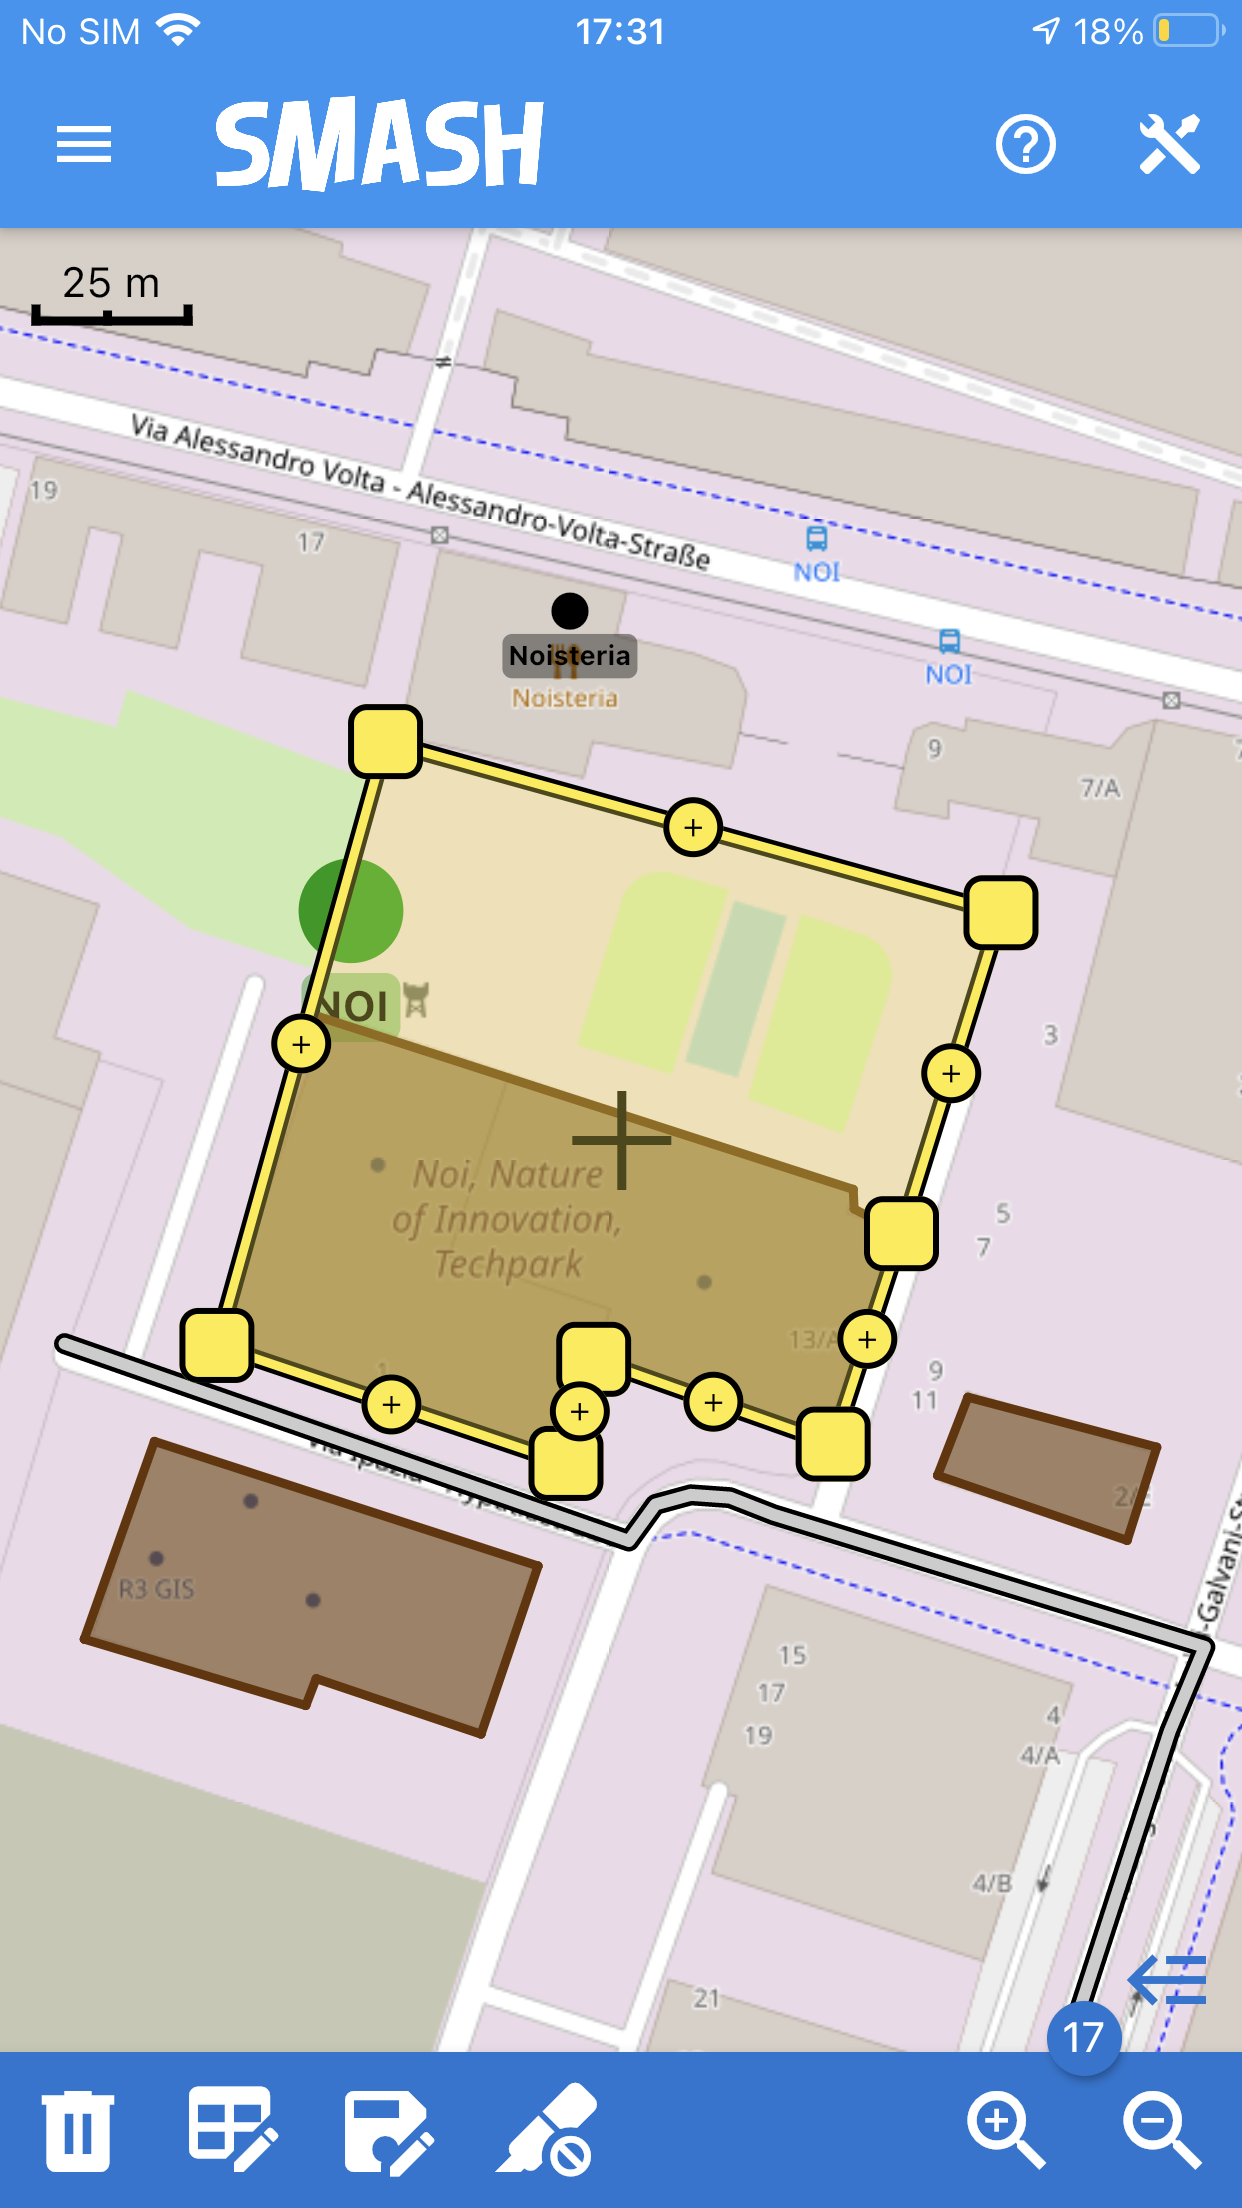 No SIM
17:31
18%
SMASH
25 m
Via Alessandro Volta - Alessandro-Volta-Straße
19
17
NOI
NOI
Noisteria
Noisteria
9
7/A
NOI
3
Noi, Nature
of Innovation,
Techpark
5
7
13/A
1
9
11
R3 GIS
15
17
19
4
4/A
4/B
21
17